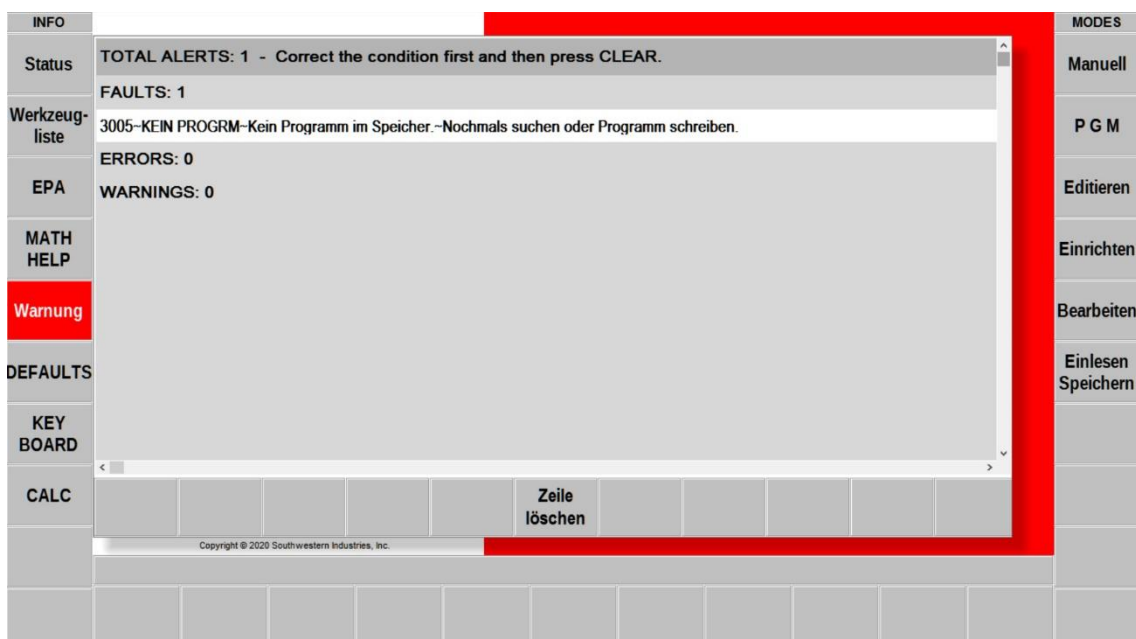 INFO
MODES
Status
Werkzeug-
liste
EPA
MATH
HELP
Warnung
DEFAULTS
KEY
BOARD
CALC
TOTAL ALERTS: 1 - Correct the condition first and then press CLEAR.
FAULTS: 1
3005~KEIN PROGRM~Kein Programm im Speicher.~Nochmals suchen oder Programm schreiben.
ERRORS: 0
WARNINGS: 0
Zeile
löschen
Copyright © 2020 Southwestern Industries, Inc.
Manuell
P G M
Editieren
Einrichten
Bearbeiten
Einlesen
Speichern